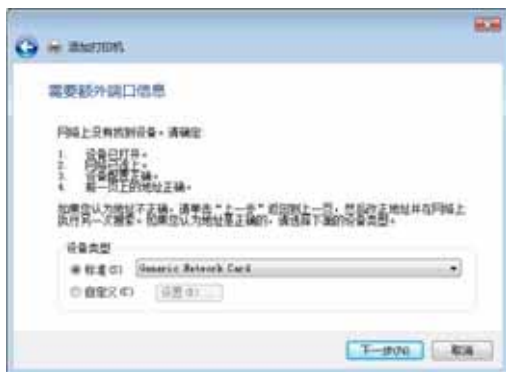 添加打印机
需要额外端口信息
网络上没有找到设备。请确定:
1. 设备已打开。
2. 网络已连上。
3. 设备配置正确。
4. 前一页上的地址正确。
如果您认为地址不正确，请单击“上一步”返回到上一页，然后改正地址并在网络上
执行另一次搜索。如果您认为地址是正确的，请选择下面的设备类型。
设备类型
标准(S) Generic Network Card
自定义(C) 设置(E)...
下一步(N) 取消